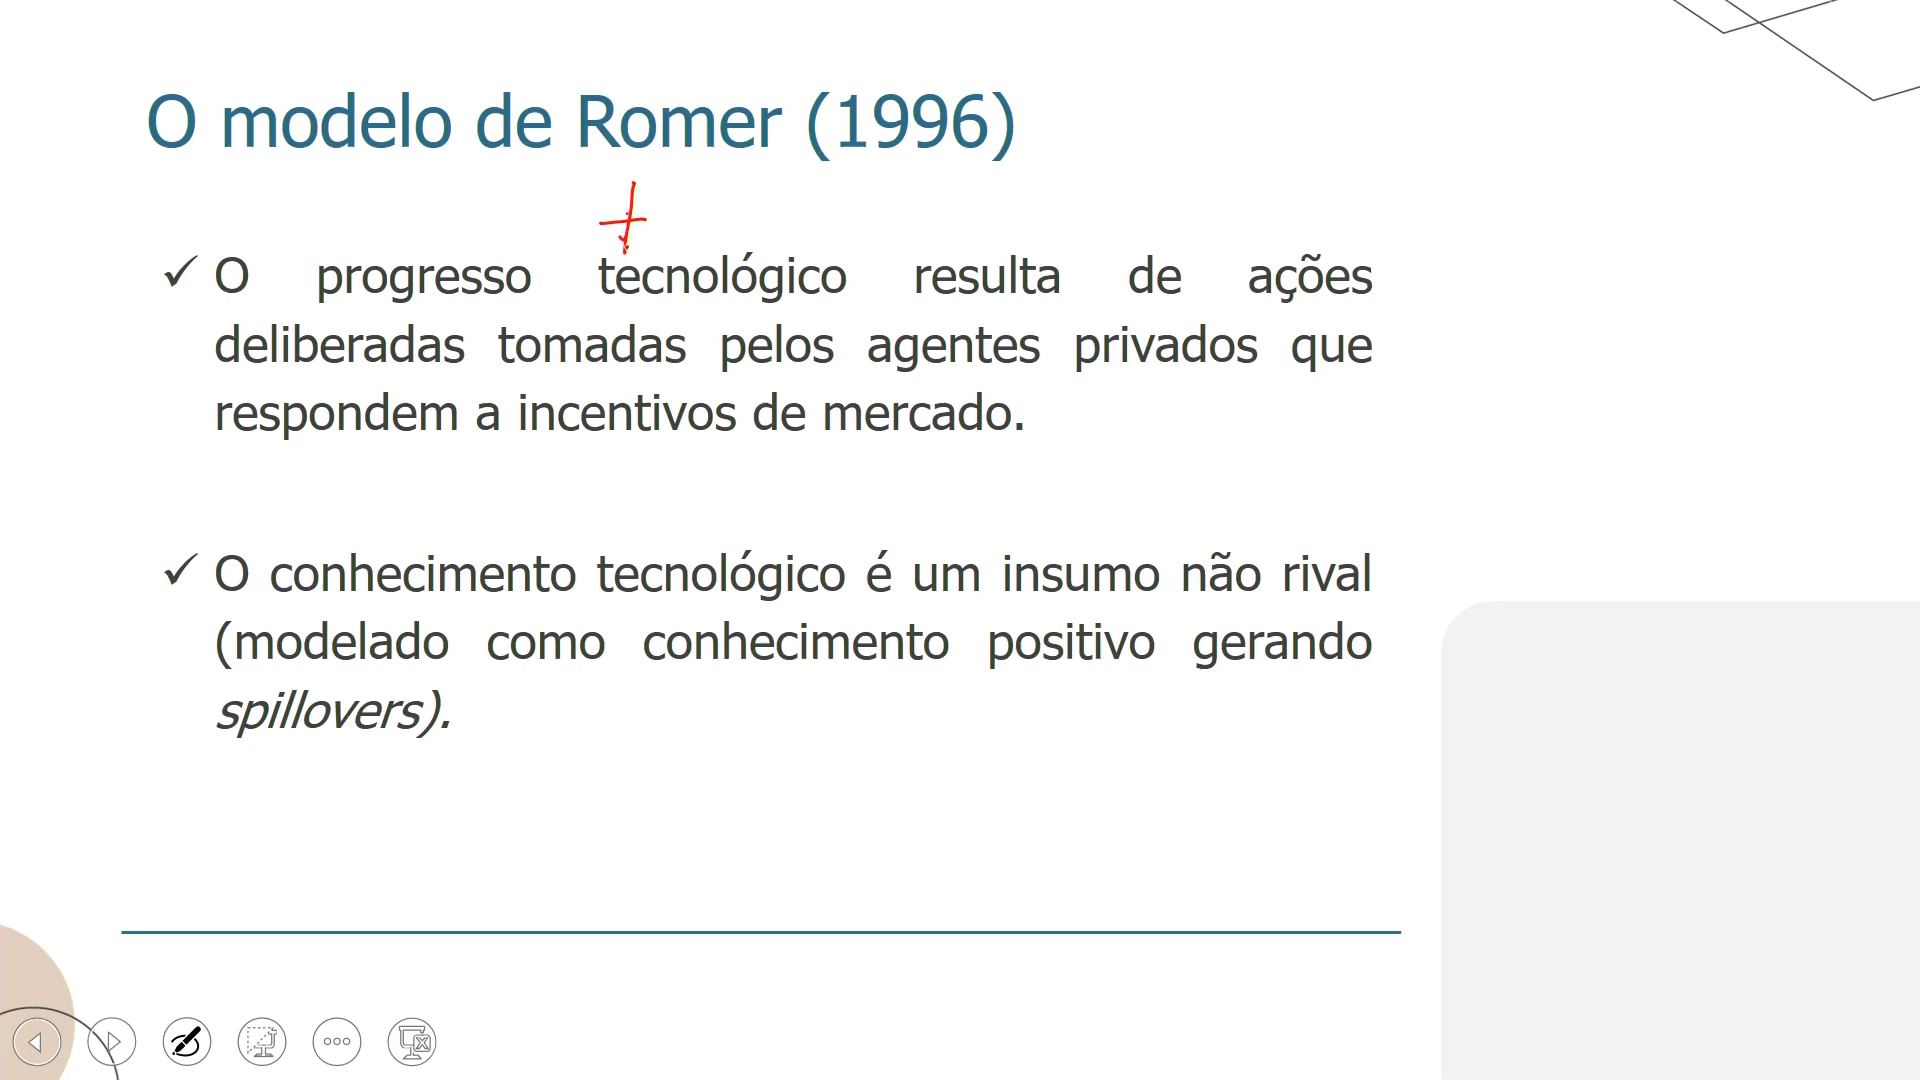 O modelo de Romer (1996)
O progresso tecnológico resulta de ações
deliberadas tomadas pelos agentes privados que
respondem a incentivos de mercado.
O conhecimento tecnológico é um insumo não rival
(modelado como conhecimento positivo gerando
spillovers).